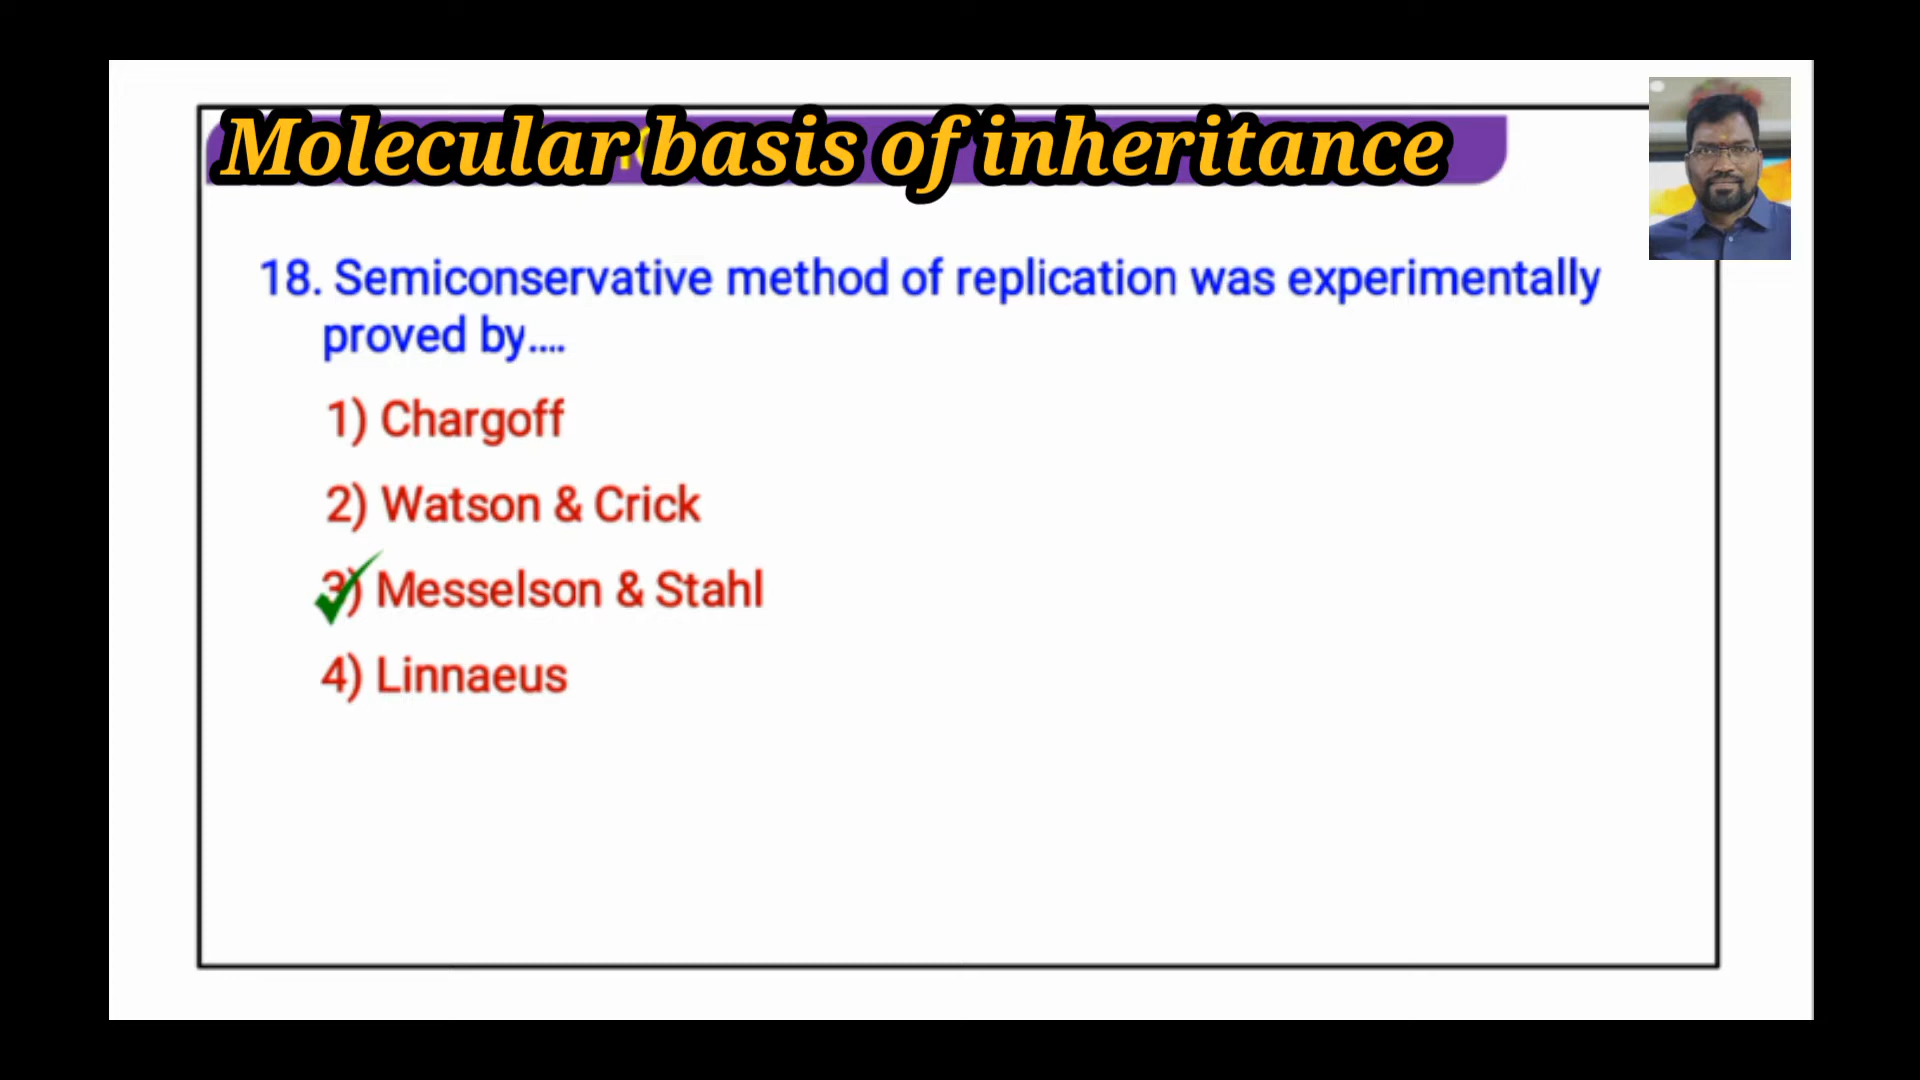 Molecular basis of inheritance
18. Semiconservative method of replication was experimentally
proved by....
1) Chargoff
2) Watson & Crick
3) Messelson & Stahl
4) Linnaeus